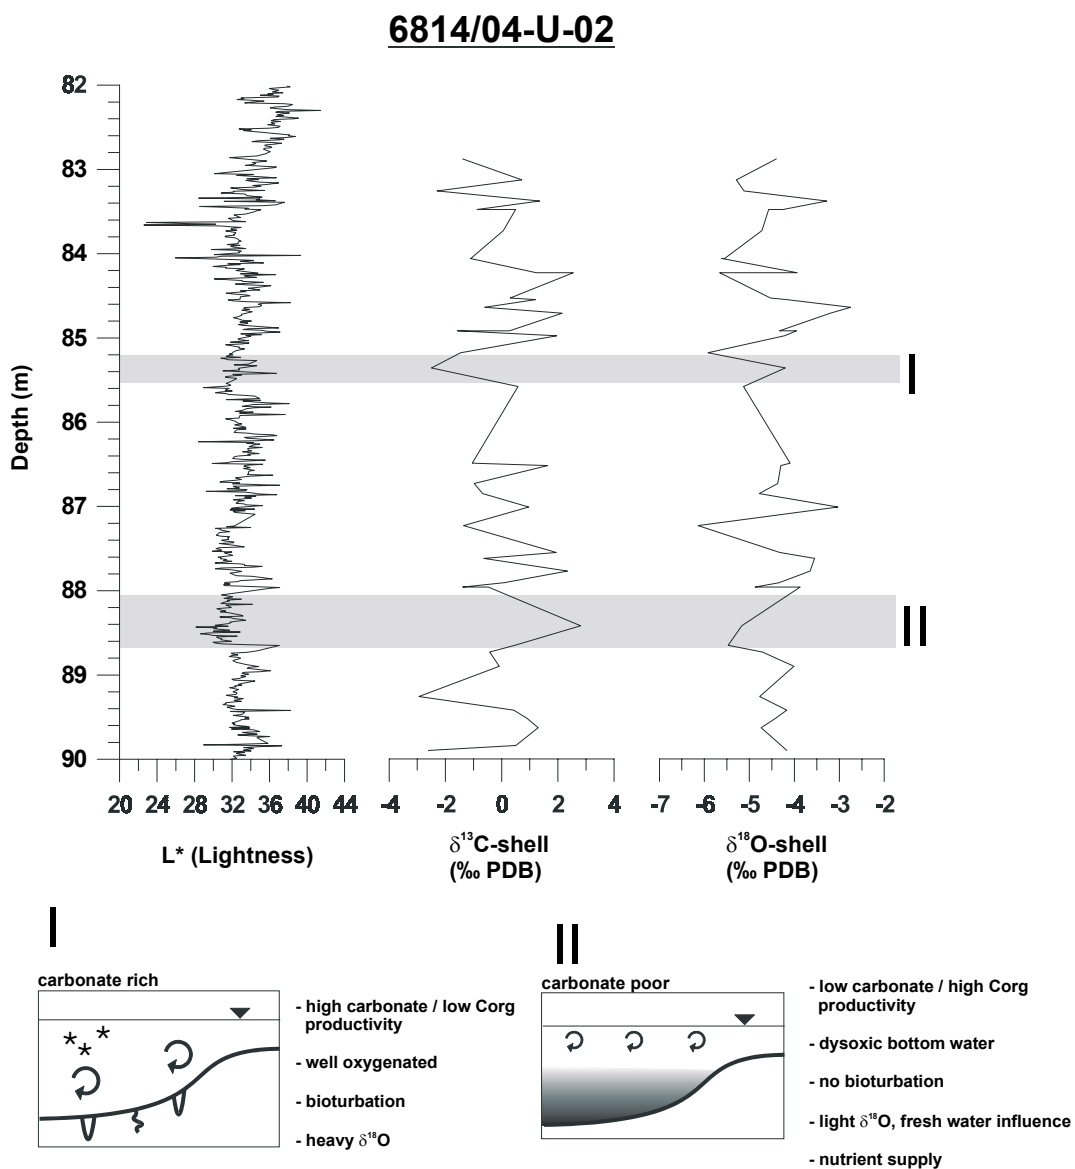 6814/04-U-02
82
83
84
85
86
87
88
89
90
Depth (m)
I
II
20 24 28 32 36 40 44
-4 -2 0 2 4
-7 -6 -5 -4 -3 -2
L* (Lightness)
δ¹³C-shell
(‰ PDB)
δ¹⁸O-shell
(‰ PDB)
I
carbonate rich
- high carbonate / low Corg
productivity
- well oxygenated
- bioturbation
- heavy δ¹⁸O
II
carbonate poor
- low carbonate / high Corg
productivity
- dysoxic bottom water
- no bioturbation
- light δ¹⁸O, fresh water influence
- nutrient supply